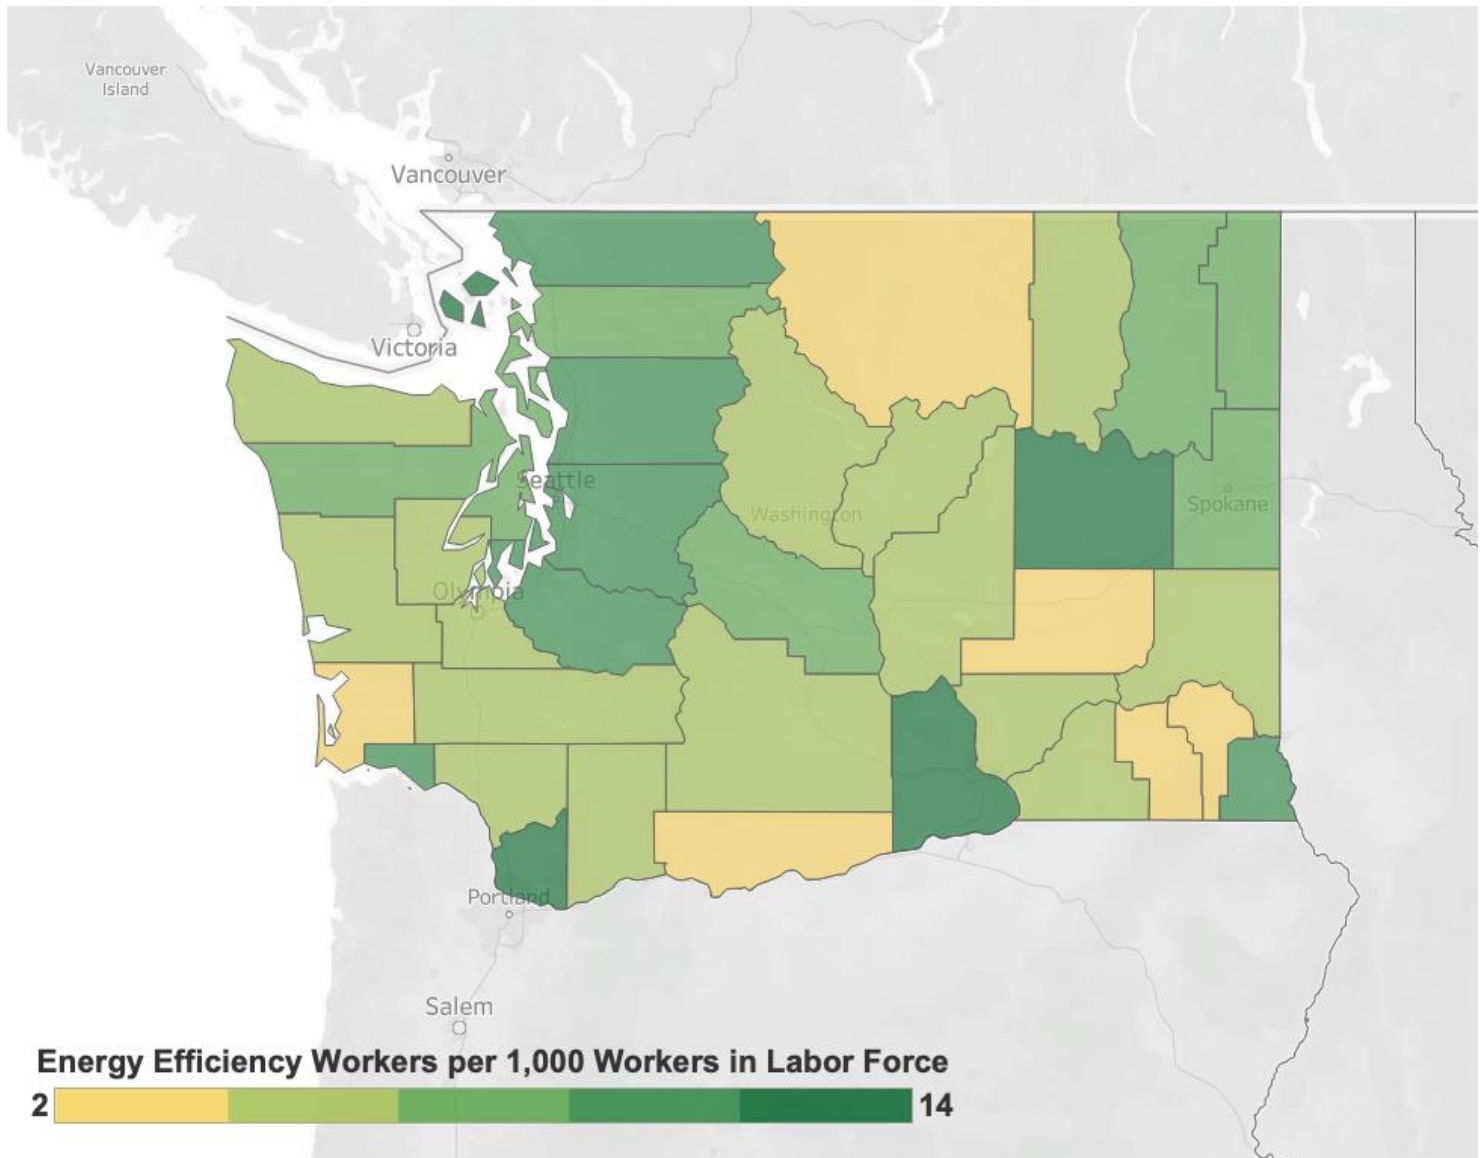 Vancouver
Island
Vancouver
Victoria
Seattle
Washington
Spokane
Olympia
Portland
Salem
Energy Efficiency Workers per 1,000 Workers in Labor Force
2 14